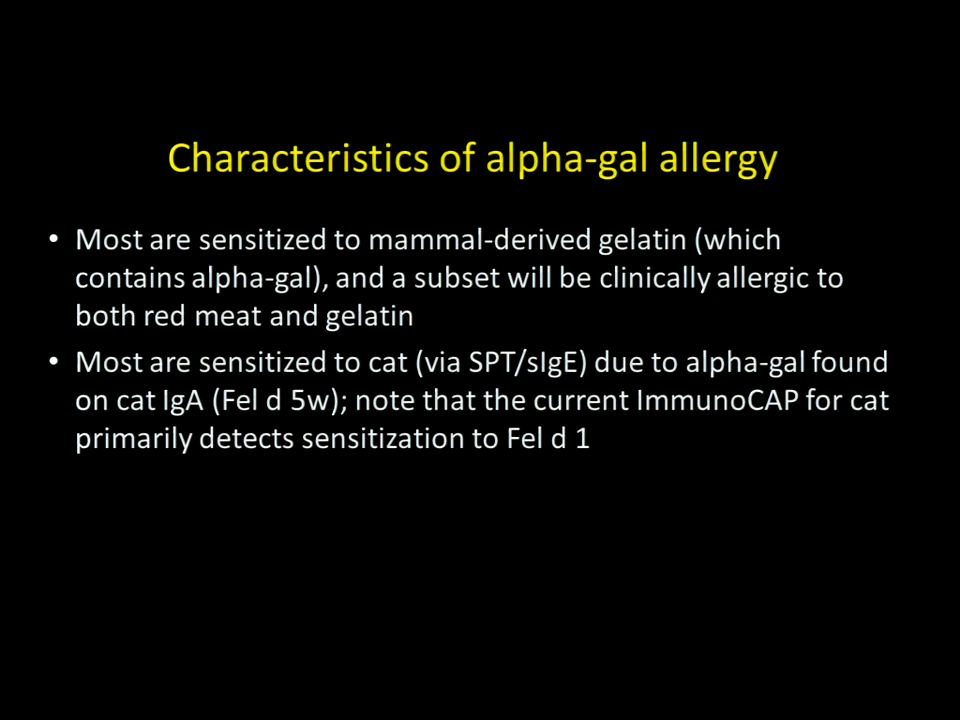 Characteristics of alpha-gal allergy
• Most are sensitized to mammal-derived gelatin (which
contains alpha-gal), and a subset will be clinically allergic to
both red meat and gelatin
• Most are sensitized to cat (via SPT/sIgE) due to alpha-gal found
on cat IgA (Fel d 5w); note that the current ImmunoCAP for cat
primarily detects sensitization to Fel d 1